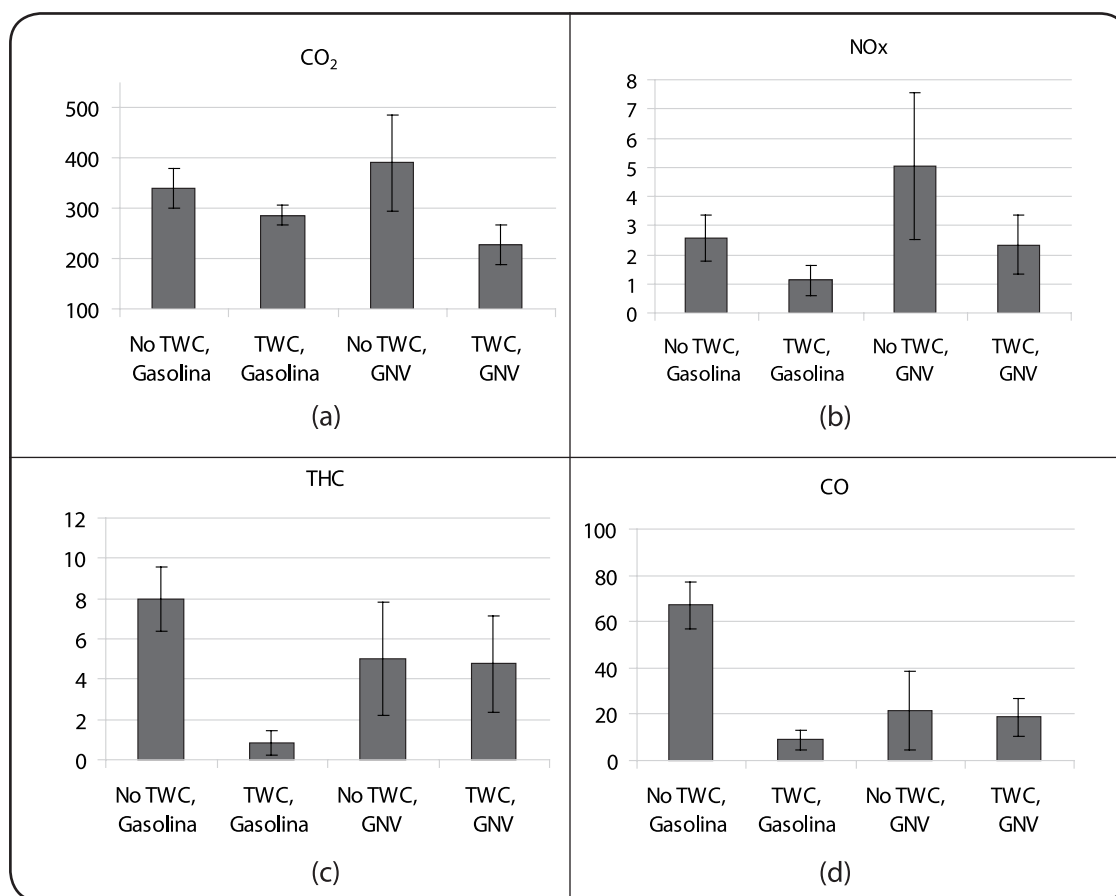 CO₂
500
400
300
200
100
No TWC, TWC, No TWC, TWC,
Gasolina Gasolina GNV GNV
(a)
NOx
8
7
6
5
4
3
2
1
0
No TWC, TWC, No TWC, TWC,
Gasolina Gasolina GNV GNV
(b)
THC
12
10
8
6
4
2
0
No TWC, TWC, No TWC, TWC,
Gasolina Gasolina GNV GNV
(c)
CO
100
80
60
40
20
0
No TWC, TWC, No TWC, TWC,
Gasolina Gasolina GNV GNV
(d)